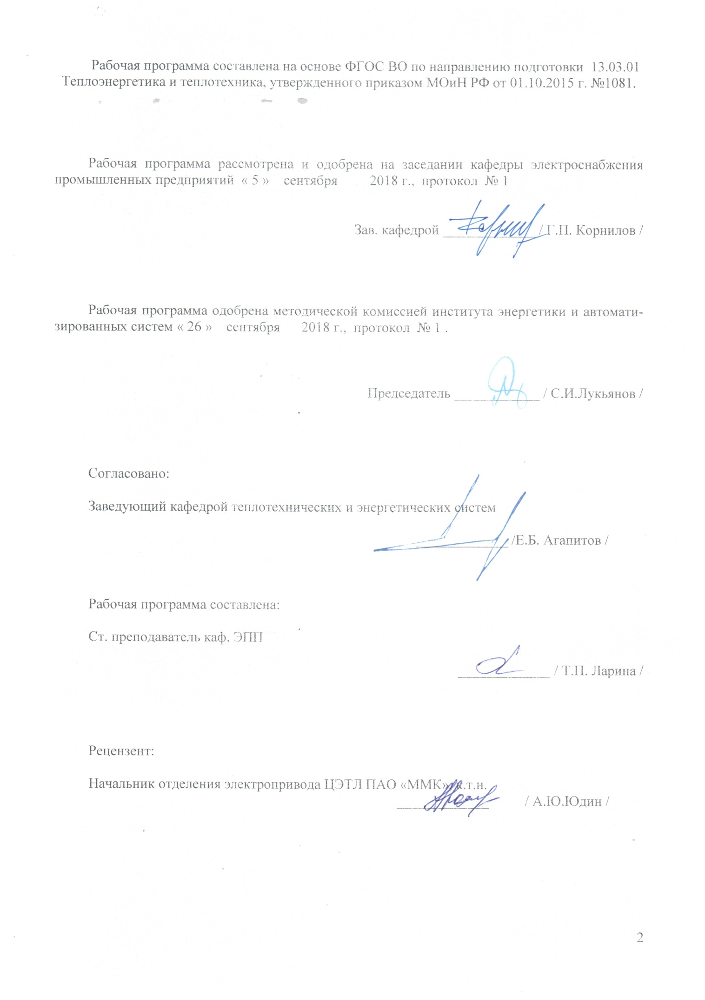 Рабочая программа составлена на основе ФГОС ВО по направлению подготовки 13.03.01
Теплоэнергетика и теплотехника, утвержденного приказом МОиН РФ от 01.10.2015 г. №1081.
Рабочая программа рассмотрена и одобрена на заседании кафедры электроснабжения
промышленных предприятий « 5 » сентября 2018 г., протокол № 1
Зав. кафедрой / Г.П. Корнилов /
Рабочая программа одобрена методической комиссией института энергетики и автомати-
зированных систем « 26 » сентября 2018 г., протокол № 1 .
Председатель / С.И.Лукьянов /
Согласовано:
Заведующий кафедрой теплотехнических и энергетических систем
/Е.Б. Агапитов /
Рабочая программа составлена:
Ст. преподаватель каф. ЭПП
/ Т.П. Ларина /
Рецензент:
Начальник отделения электропривода ЦЭТЛ ПАО «ММК», к.т.н.
/ А.Ю.Юдин /
2